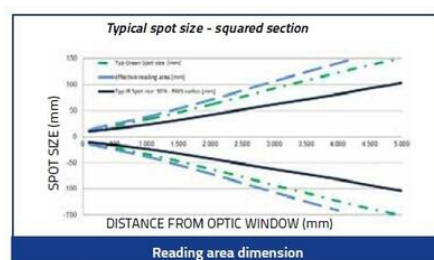 Typical spot size - squared section
150
Typ Green Spot size (mm)
effective reading area (mm)
100
50
0
500
1.000
1.500
2.000
2.500
3.000
3.500
4.000
4.500
5.000
-50
-100
-150
SPOT SIZE (mm)
DISTANCE FROM OPTIC WINDOW (mm)
Reading area dimension